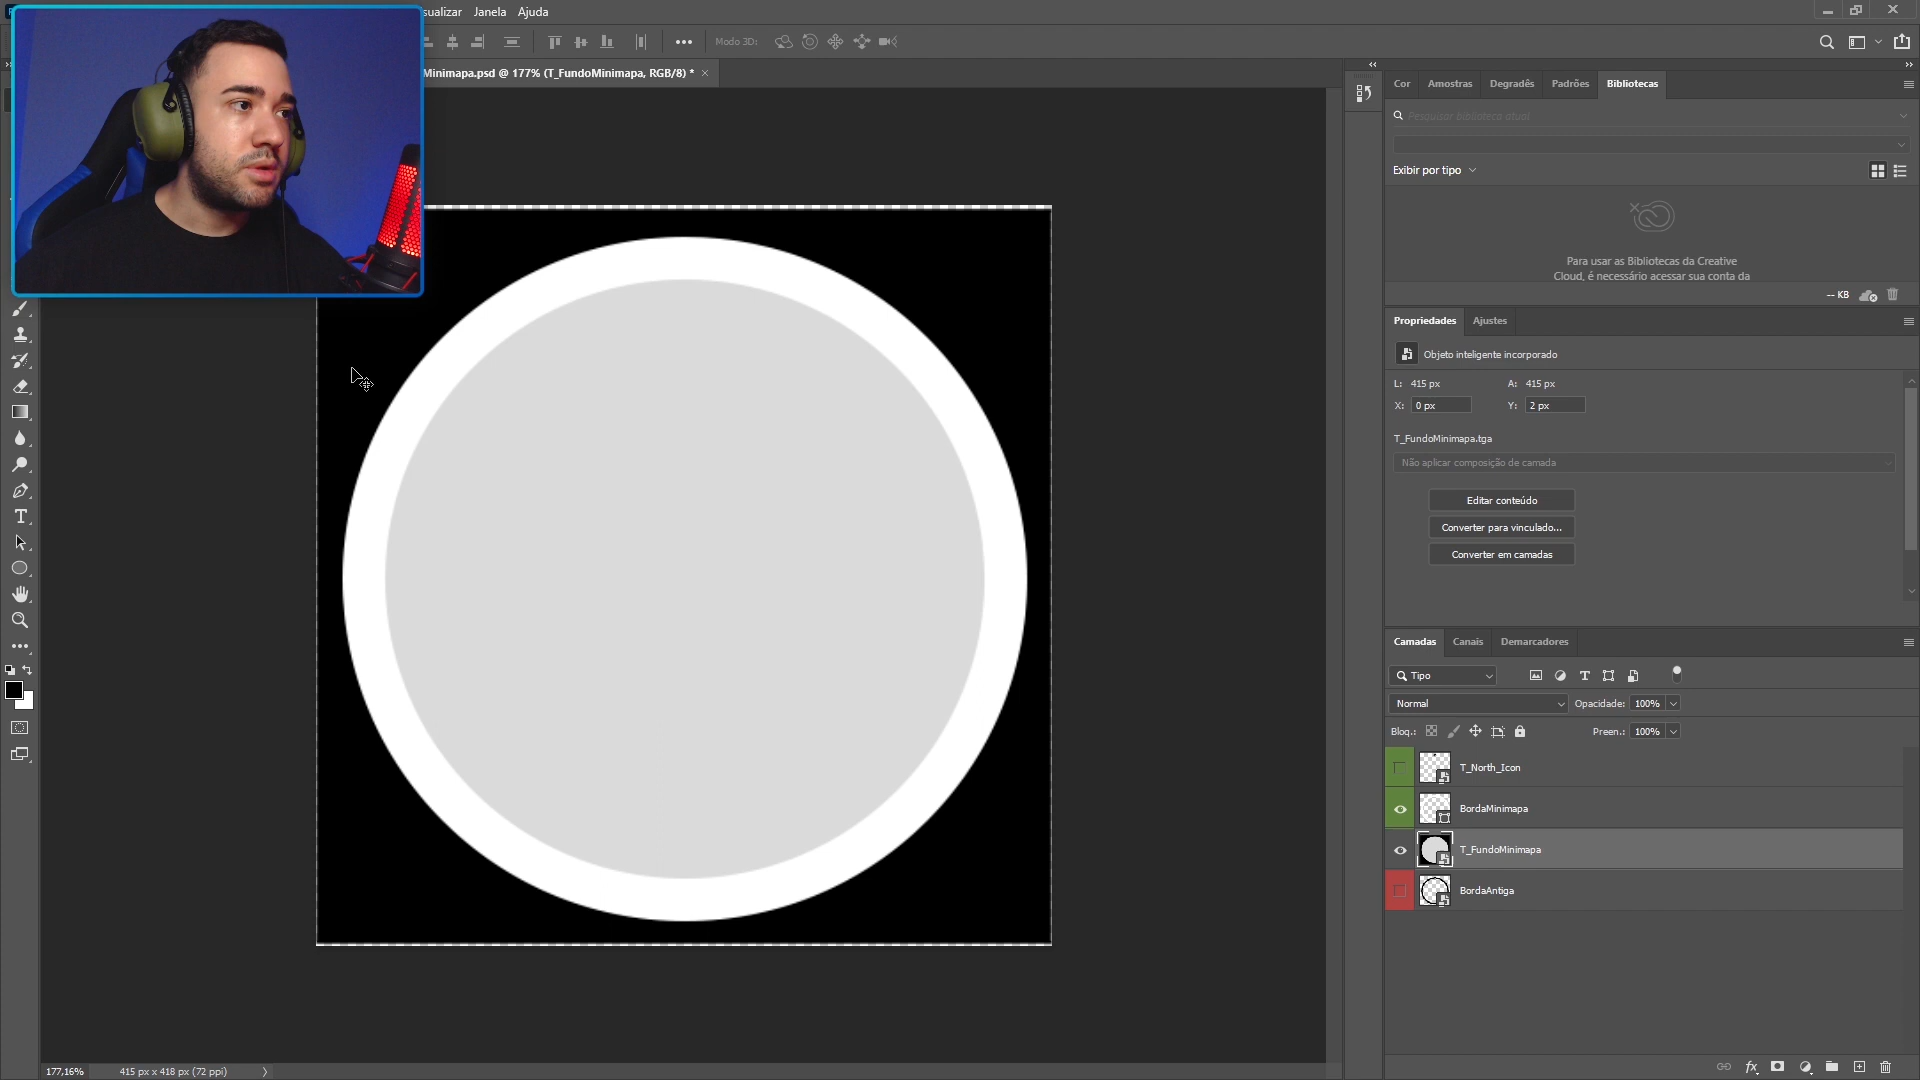 sualizar Janela Ajuda
Modo 3D:
Minimapa.psd @ 177% (T_FundoMinimapa, RGB/8) *
Cor Amostras Degradês Padrões Bibliotecas
Pesquisar biblioteca atual
Exibir por tipo
Para usar as Bibliotecas da Creative
Cloud, é necessário acessar sua conta da
-- KB
Propriedades Ajustes
Objeto inteligente incorporado
L: 415 px A: 415 px
X: 0 px Y: 2 px
T_FundoMinimapa.tga
Não aplicar composição de camada
Editar conteúdo
Converter para vinculado...
Converter em camadas
Camadas Canais Demarcadores
Tipo
Normal Opacidade: 100%
Bloq.: Preen.: 100%
T_North_Icon
BordaMinimapa
T_FundoMinimapa
BordaAntiga
177,16% 415 px x 418 px (72 ppi)